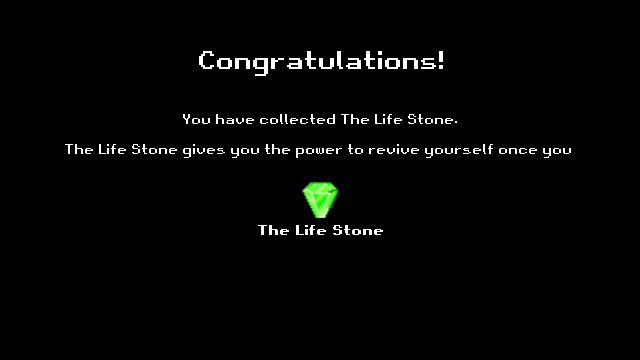 Congratulations!
You have collected The Life Stone.
The Life Stone gives you the power to revive yourself once you
The Life Stone